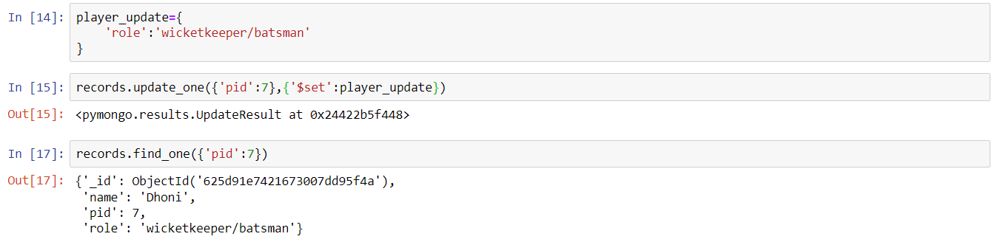 In [14]: player_update={
    'role':'wicketkeeper/batsman'
}
In [15]: records.update_one({'pid':7},{'$set':player_update})
Out[15]: <pymongo.results.UpdateResult at 0x24422b5f448>
In [17]: records.find_one({'pid':7})
Out[17]: {'_id': ObjectId('625d91e7421673007dd95f4a'),
 'name': 'Dhoni',
 'pid': 7,
 'role': 'wicketkeeper/batsman'}